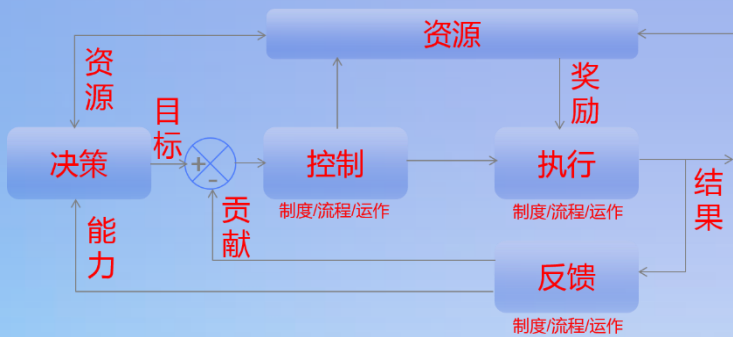 资源
资源
奖励
目标
决策
+
-
控制
执行
制度/流程/运作
制度/流程/运作
结果
贡献
能力
反馈
制度/流程/运作